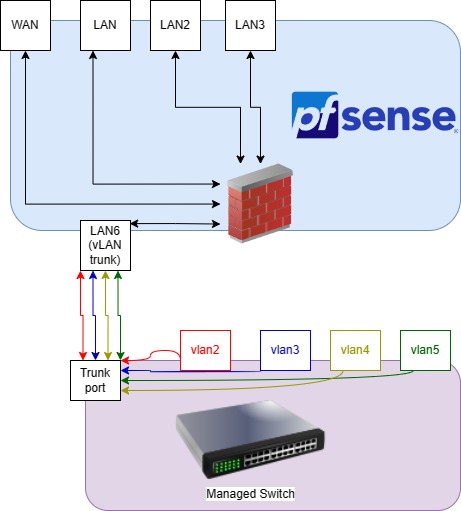 WAN
LAN
LAN2
LAN3
pfsense
LAN6
(vLAN
trunk)
vlan2
vlan3
vlan4
vlan5
Trunk
port
Managed Switch